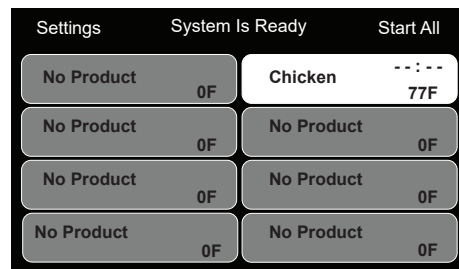 Settings System Is Ready Start All
No Product 0F
Chicken --:-- 77F
No Product 0F
No Product 0F
No Product 0F
No Product 0F
No Product 0F
No Product 0F